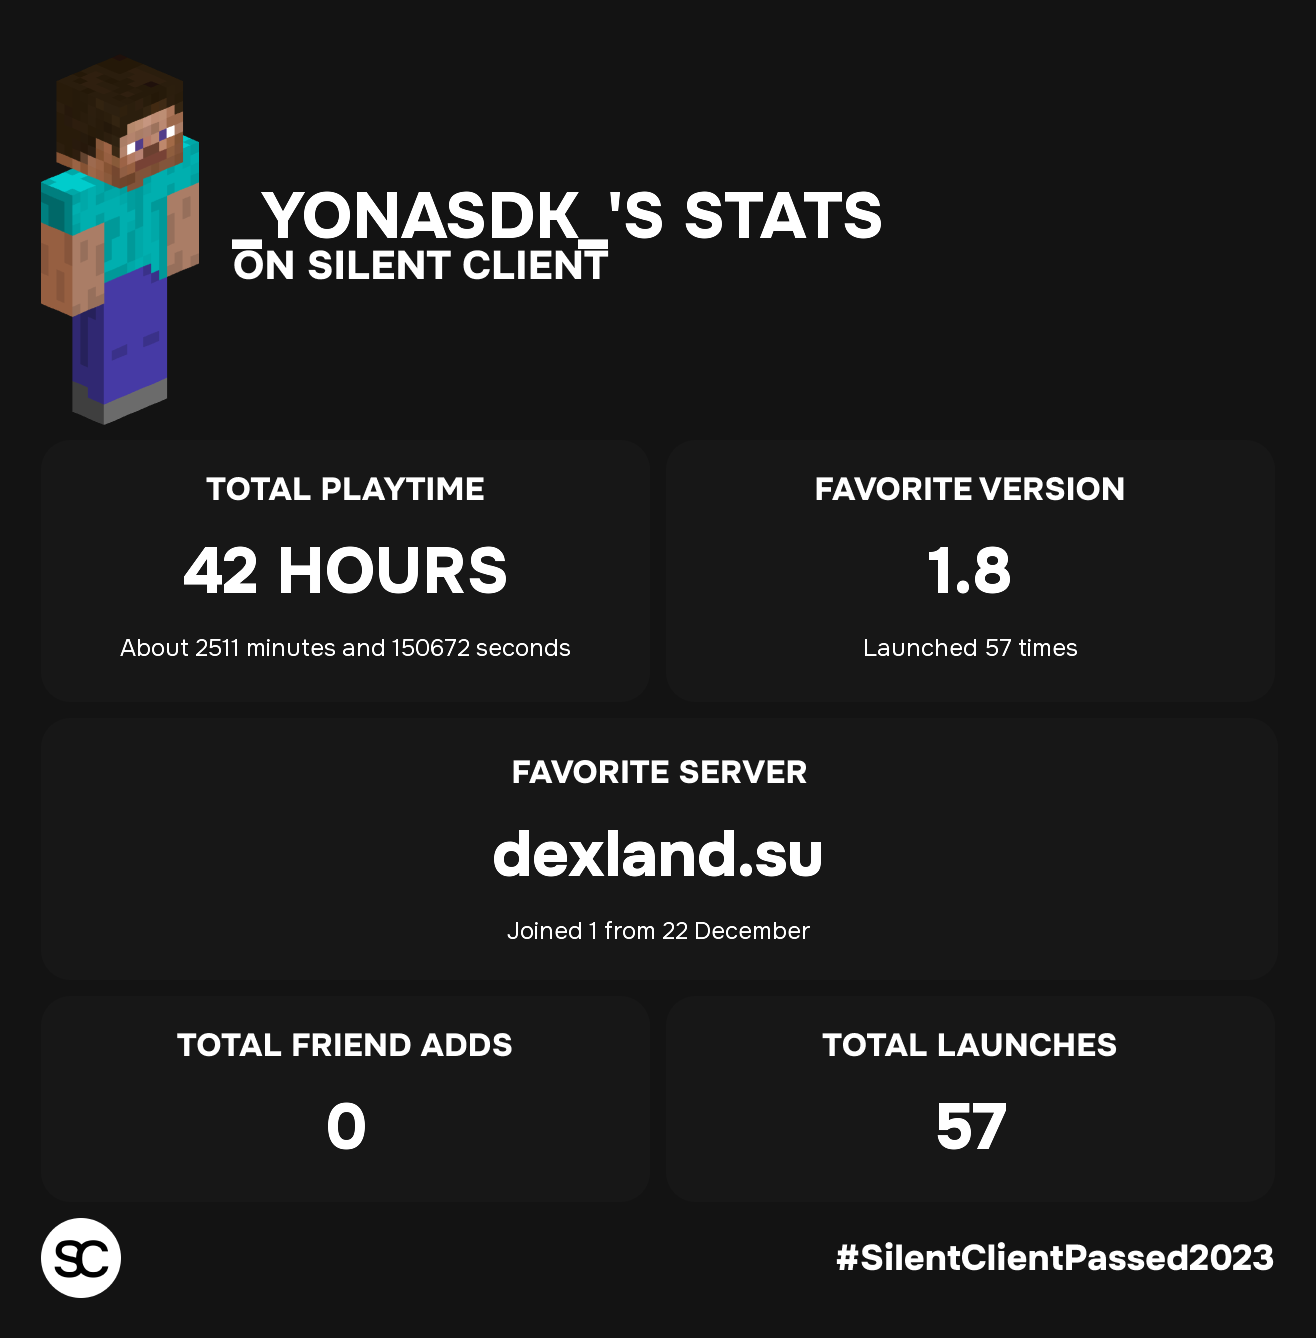 _YONASDK_'S STATS
ON SILENT CLIENT
TOTAL PLAYTIME
42 HOURS
About 2511 minutes and 150672 seconds
FAVORITE VERSION
1.8
Launched 57 times
FAVORITE SERVER
dexland.su
Joined 1 from 22 December
TOTAL FRIEND ADDS
0
TOTAL LAUNCHES
57
SC
#SilentClientPassed2023